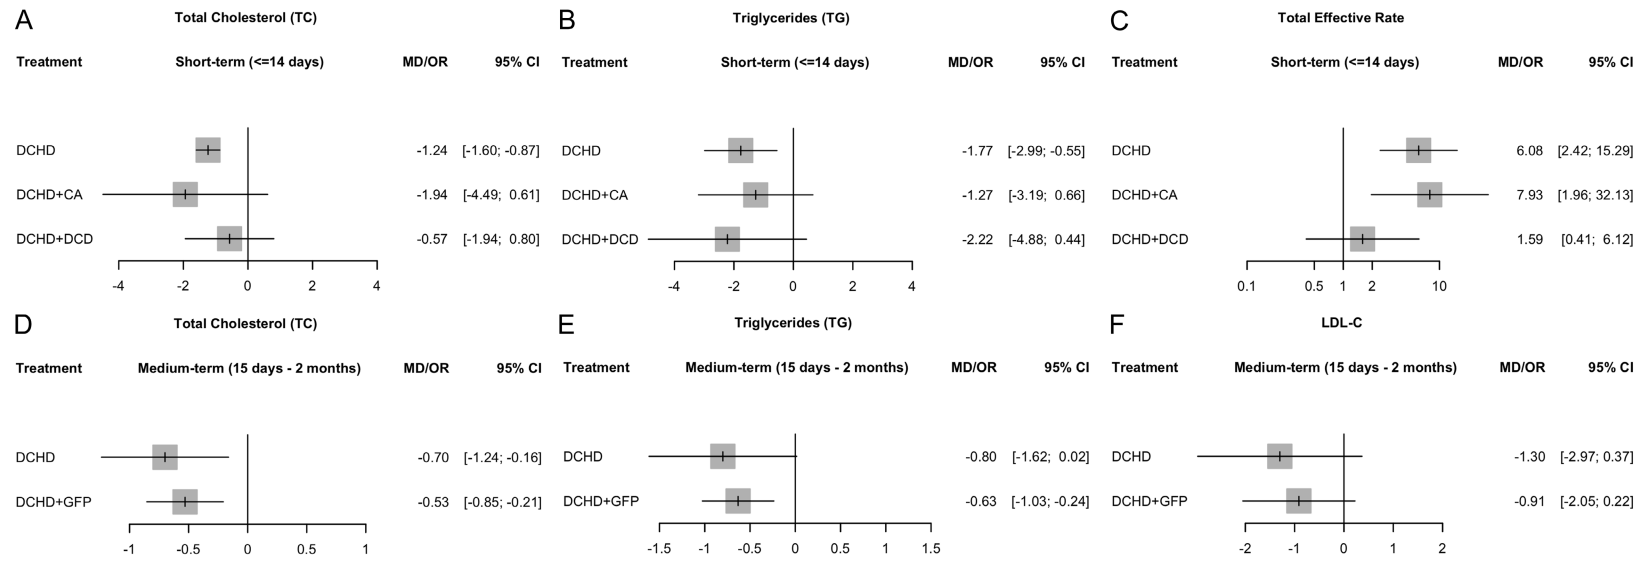 A Total Cholesterol (TC)
Treatment Short-term (<=14 days) MD/OR 95% CI
DCHD -1.24 [-1.60; -0.87]
DCHD+CA -1.94 [-4.49; 0.61]
DCHD+DCD -0.57 [-1.94; 0.80]
-4 -2 0 2 4
B Triglycerides (TG)
Treatment Short-term (<=14 days) MD/OR 95% CI
DCHD -1.77 [-2.99; -0.55]
DCHD+CA -1.27 [-3.19; 0.66]
DCHD+DCD -2.22 [-4.88; 0.44]
-4 -2 0 2 4
C Total Effective Rate
Treatment Short-term (<=14 days) MD/OR 95% CI
DCHD 6.08 [2.42; 15.29]
DCHD+CA 7.93 [1.96; 32.13]
DCHD+DCD 1.59 [0.41; 6.12]
0.1 0.5 1 2 10
D Total Cholesterol (TC)
Treatment Medium-term (15 days - 2 months) MD/OR 95% CI
DCHD -0.70 [-1.24; -0.16]
DCHD+GFP -0.53 [-0.85; -0.21]
-1 -0.5 0 0.5 1
E Triglycerides (TG)
Treatment Medium-term (15 days - 2 months) MD/OR 95% CI
DCHD -0.80 [-1.62; 0.02]
DCHD+GFP -0.63 [-1.03; -0.24]
-1.5 -1 -0.5 0 0.5 1 1.5
F LDL-C
Treatment Medium-term (15 days - 2 months) MD/OR 95% CI
DCHD -1.30 [-2.97; 0.37]
DCHD+GFP -0.91 [-2.05; 0.22]
-2 -1 0 1 2